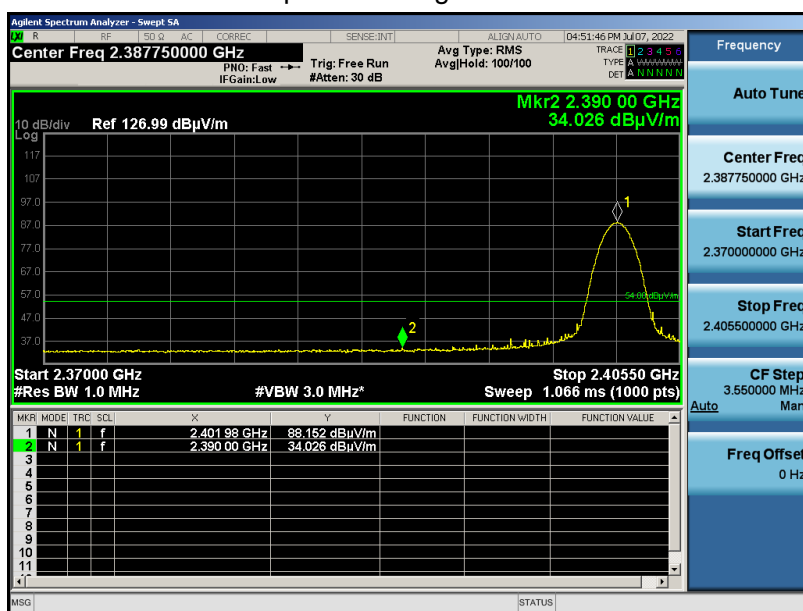 Agilent Spectrum Analyzer - Swept SA
LXI R RF 50 Ω AC CORREC SENSE:INT ALIGN AUTO 04:51:46 PM Jul 07, 2022
Center Freq 2.387750000 GHz
PNO: Fast
IFGain:Low
Trig: Free Run
#Atten: 30 dB
Avg Type: RMS
Avg|Hold: 100/100
TRACE 1 2 3 4 5 6
TYPE A WWWWW
DET A N N N N N
Frequency
Auto Tune
Center Freq
2.387750000 GHz
Start Freq
2.370000000 GHz
Stop Freq
2.405500000 GHz
CF Step
3.550000 MHz
Auto Man
Freq Offset
0 Hz
Mkr2 2.390 00 GHz
34.026 dBµV/m
10 dB/div Ref 126.99 dBµV/m
Log
117
107
97.0
87.0
77.0
67.0
57.0
47.0
37.0
1
2
54.00 dBµV/m
Start 2.37000 GHz Stop 2.40550 GHz
#Res BW 1.0 MHz #VBW 3.0 MHz* Sweep 1.066 ms (1000 pts)
MKR MODE TRC SCL X Y FUNCTION FUNCTION WIDTH FUNCTION VALUE
1 N 1 f 2.401 98 GHz 88.152 dBµV/m
2 N 1 f 2.390 00 GHz 34.026 dBµV/m
3
4
5
6
7
8
9
10
11
MSG STATUS